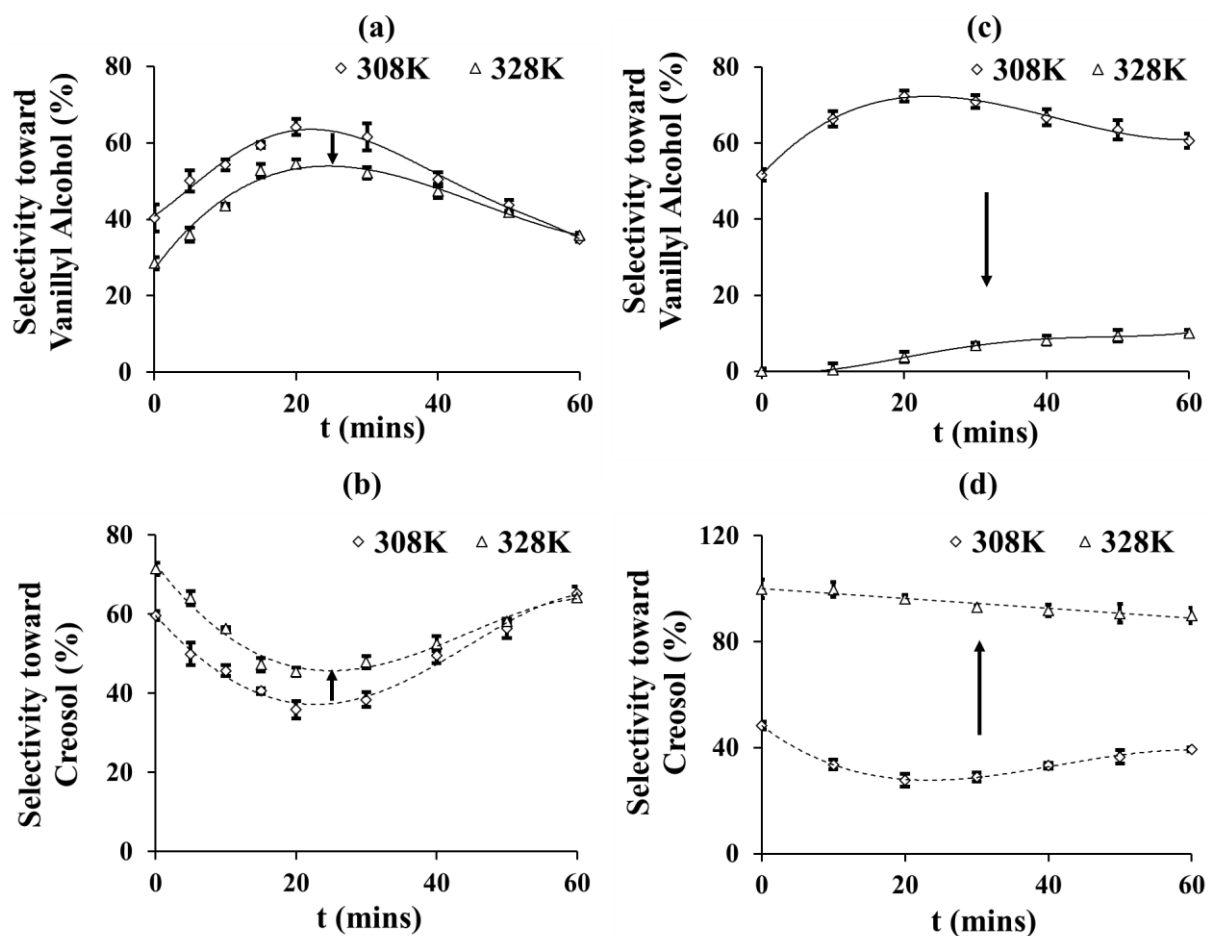 (a)
◇ 308K △ 328K
Selectivity toward
Vanillyl Alcohol (%)
80
60
40
20
0
0 20 40 60
t (mins)
(c)
◇ 308K △ 328K
Selectivity toward
Vanillyl Alcohol (%)
80
60
40
20
0
0 20 40 60
t (mins)
(b)
◇ 308K △ 328K
Selectivity toward
Creosol (%)
80
60
40
20
0
0 20 40 60
t (mins)
(d)
◇ 308K △ 328K
Selectivity toward
Creosol (%)
120
80
40
0
0 20 40 60
t (mins)